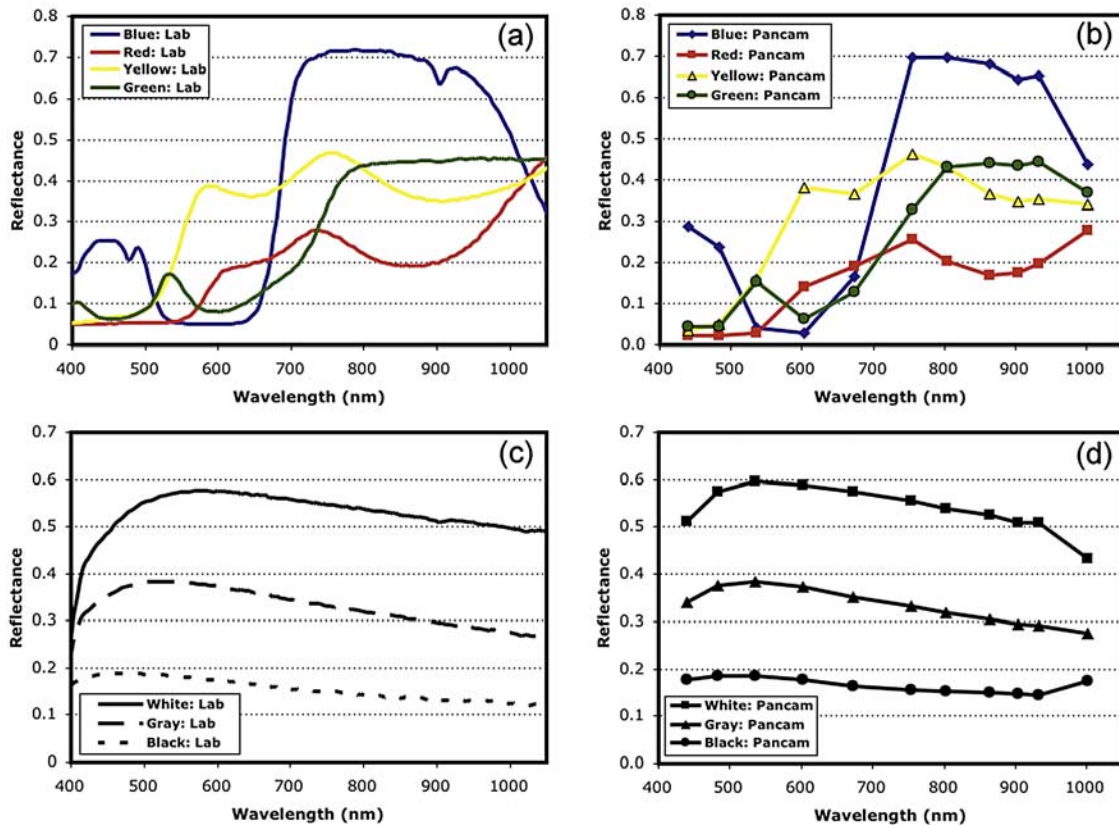 (a)
Blue: Lab
Red: Lab
Yellow: Lab
Green: Lab
Reflectance
0.8
0.7
0.6
0.5
0.4
0.3
0.2
0.1
0
400 500 600 700 800 900 1000
Wavelength (nm)
(b)
Blue: Pancam
Red: Pancam
Yellow: Pancam
Green: Pancam
Reflectance
0.8
0.7
0.6
0.5
0.4
0.3
0.2
0.1
0.0
400 500 600 700 800 900 1000
Wavelength (nm)
(c)
Reflectance
0.7
0.6
0.5
0.4
0.3
0.2
0.1
0
White: Lab
Gray: Lab
Black: Lab
400 500 600 700 800 900 1000
Wavelength (nm)
(d)
Reflectance
0.7
0.6
0.5
0.4
0.3
0.2
0.1
0.0
White: Pancam
Gray: Pancam
Black: Pancam
400 500 600 700 800 900 1000
Wavelength (nm)